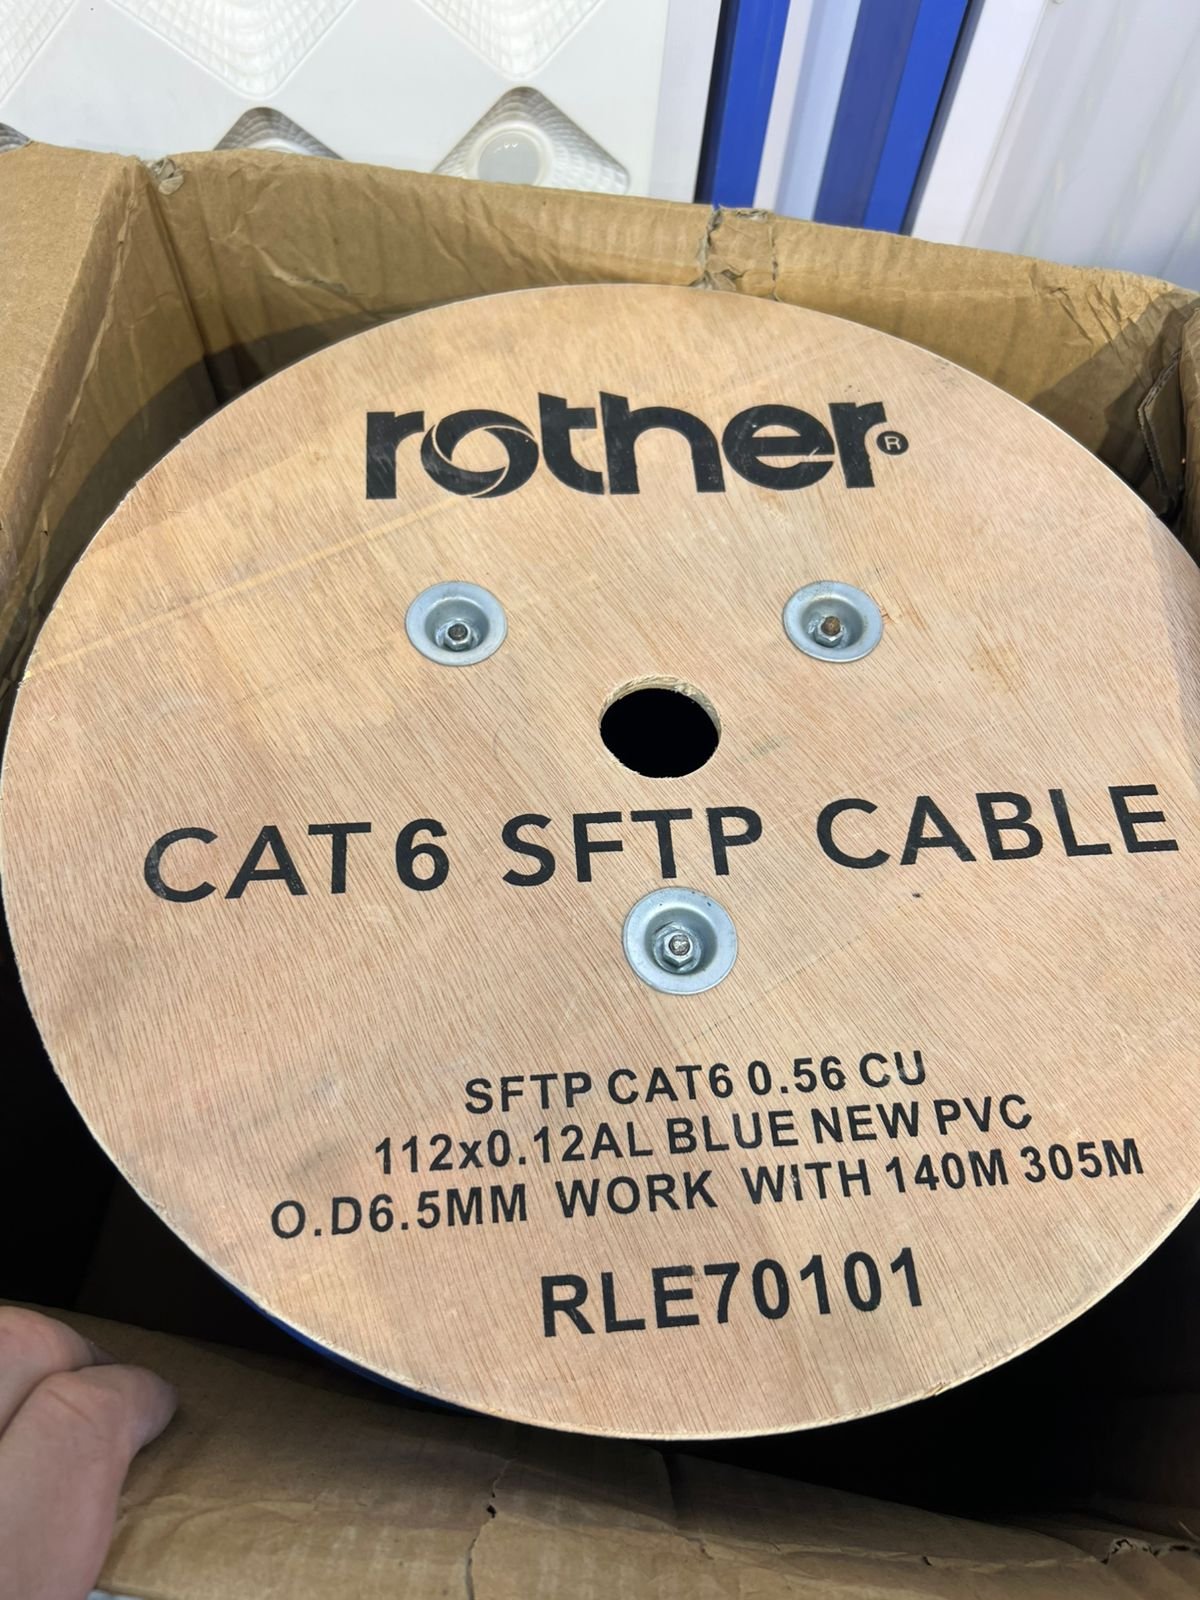 rother®
CAT6 SFTP CABLE
SFTP CAT6 0.56 CU
112x0.12AL BLUE NEW PVC
O.D6.5MM WORK WITH 140M 305M
RLE70101